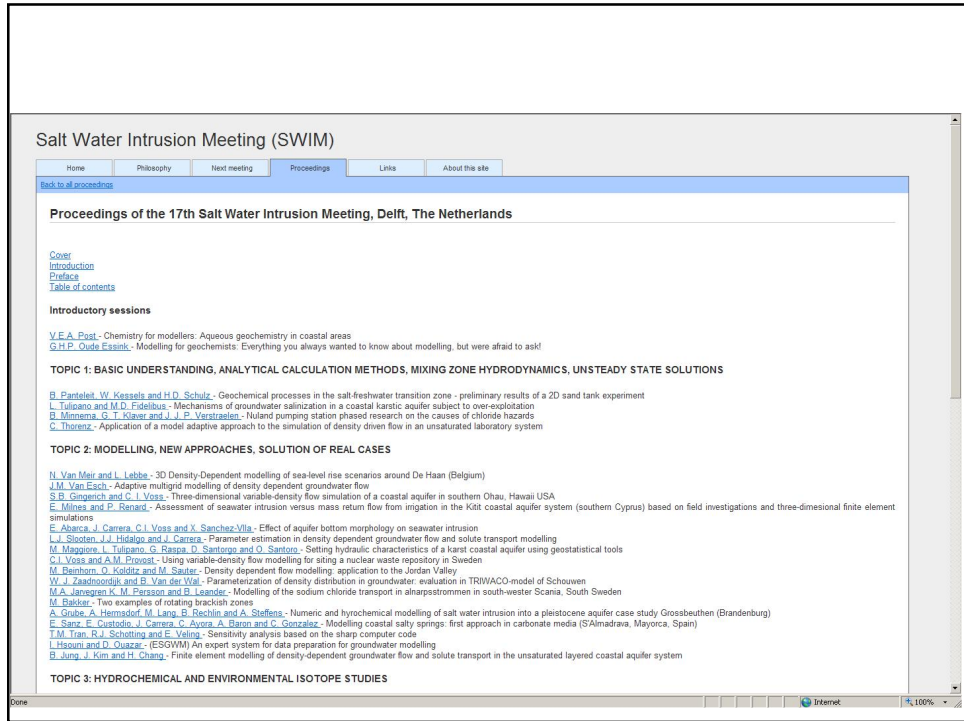 Salt Water Intrusion Meeting (SWIM)
Home Philosophy Next meeting Proceedings Links About this site
Back to all proceedings
Proceedings of the 17th Salt Water Intrusion Meeting, Delft, The Netherlands
Cover
Introduction
Preface
Table of contents
Introductory sessions
V.E.A. Post - Chemistry for modellers: Aqueous geochemistry in coastal areas
G.H.P. Oude Essink - Modelling for geochemists: Everything you always wanted to know about modelling, but were afraid to ask!
TOPIC 1: BASIC UNDERSTANDING, ANALYTICAL CALCULATION METHODS, MIXING ZONE HYDRODYNAMICS, UNSTEADY STATE SOLUTIONS
B. Panteleit, W. Kessels and H.D. Schulz - Geochemical processes in the salt-freshwater transition zone - preliminary results of a 2D sand tank experiment
L. Tulipano and M.D. Fidelibus - Mechanisms of groundwater salinization in a coastal karstic aquifer subject to over-exploitation
B. Minnema, G. T. Klaver and J. J. P. Verstraelen - Nuland pumping station phased research on the causes of chloride hazards
C. Thorenz - Application of a model adaptive approach to the simulation of density driven flow in an unsaturated laboratory system
TOPIC 2: MODELLING, NEW APPROACHES, SOLUTION OF REAL CASES
N. Van Meir and L. Lebbe - 3D Density-Dependent modelling of sea-level rise scenarios around De Haan (Belgium)
J.M. Van Esch - Adaptive multigrid modelling of density dependent groundwater flow
S.B. Gingerich and C. I. Voss - Three-dimensional variable-density flow simulation of a coastal aquifer in southern Ohau, Hawaii USA
E. Milnes and P. Renard - Assessment of seawater intrusion versus mass return flow from irrigation in the Kitit coastal aquifer system (southern Cyprus) based on field investigations and three-dimesional finite element
simulations
E. Abarca, J. Carrera, C.I. Voss and X. Sanchez-Vlla - Effect of aquifer bottom morphology on seawater intrusion
L.J. Slooten, J.J. Hidalgo and J. Carrera - Parameter estimation in density dependent groundwater flow and solute transport modelling
M. Maggiore, L. Tulipano, G. Raspa, D. Santorgo and O. Santoro - Setting hydraulic characteristics of a karst coastal aquifer using geostatistical tools
C.I. Voss and A.M. Provost - Using variable-density flow modelling for siting a nuclear waste repository in Sweden
M. Beinhorn, O. Kolditz and M. Sauter - Density dependent flow modelling: application to the Jordan Valley
W. J. Zaadnoordijk and B. Van der Wal - Parameterization of density distribution in groundwater: evaluation in TRIWACO-model of Schouwen
M.A. Jarvegren K. M. Persson and B. Leander - Modelling of the sodium chloride transport in alnarpsstrommen in south-wester Scania, South Sweden
M. Bakker - Two examples of rotating brackish zones
A. Grube, A. Hermsdorf, M. Lang, B. Rechlin and A. Steffens - Numeric and hyrochemical modelling of salt water intrusion into a pleistocene aquifer case study Grossbeuthen (Brandenburg)
E. Sanz, E. Custodio, J. Carrera, C. Ayora, A. Baron and C. Gonzalez - Modelling coastal salty springs: first approach in carbonate media (S'Almadrava, Mayorca, Spain)
T.M. Tran, R.J. Schotting and E. Veling - Sensitivity analysis based on the sharp computer code
I. Hsouni and D. Ouazar - (ESGWM) An expert system for data preparation for groundwater modelling
B. Jung, J. Kim and H. Chang - Finite element modelling of density-dependent groundwater flow and solute transport in the unsaturated layered coastal aquifer system
TOPIC 3: HYDROCHEMICAL AND ENVIRONMENTAL ISOTOPE STUDIES
Done Internet 100%